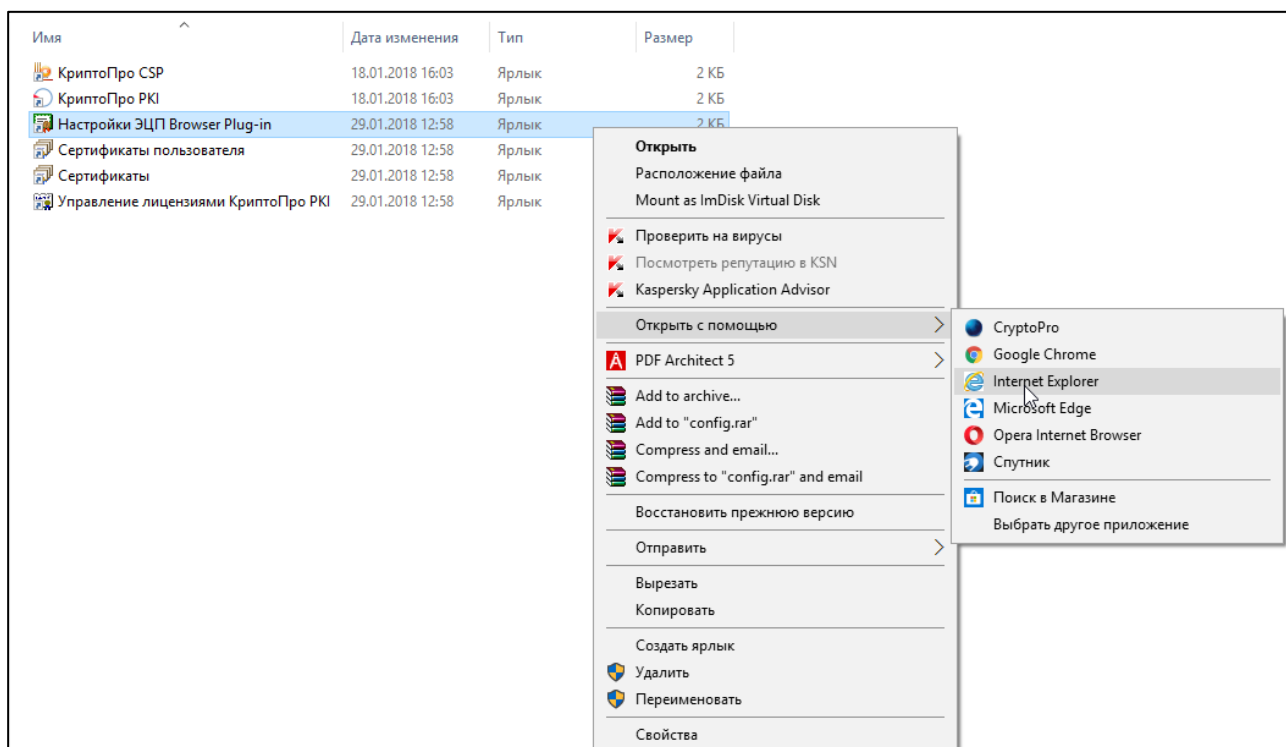 Имя Дата изменения Тип Размер
КриптоПро CSP 18.01.2018 16:03 Ярлык 2 КБ
КриптоПро PKI 18.01.2018 16:03 Ярлык 2 КБ
Настройки ЭЦП Browser Plug-in 29.01.2018 12:58 Ярлык 2 КБ
Сертификаты пользователя 29.01.2018 12:58 Ярлык
Сертификаты 29.01.2018 12:58 Ярлык
Управление лицензиями КриптоПро PKI 29.01.2018 12:58 Ярлык
Открыть
Расположение файла
Mount as ImDisk Virtual Disk
Проверить на вирусы
Посмотреть репутацию в KSN
Kaspersky Application Advisor
Открыть с помощью
PDF Architect 5
Add to archive...
Add to "config.rar"
Compress and email...
Compress to "config.rar" and email
Восстановить прежнюю версию
Отправить
Вырезать
Копировать
Создать ярлык
Удалить
Переименовать
Свойства
CryptoPro
Google Chrome
Internet Explorer
Microsoft Edge
Opera Internet Browser
Спутник
Поиск в Магазине
Выбрать другое приложение